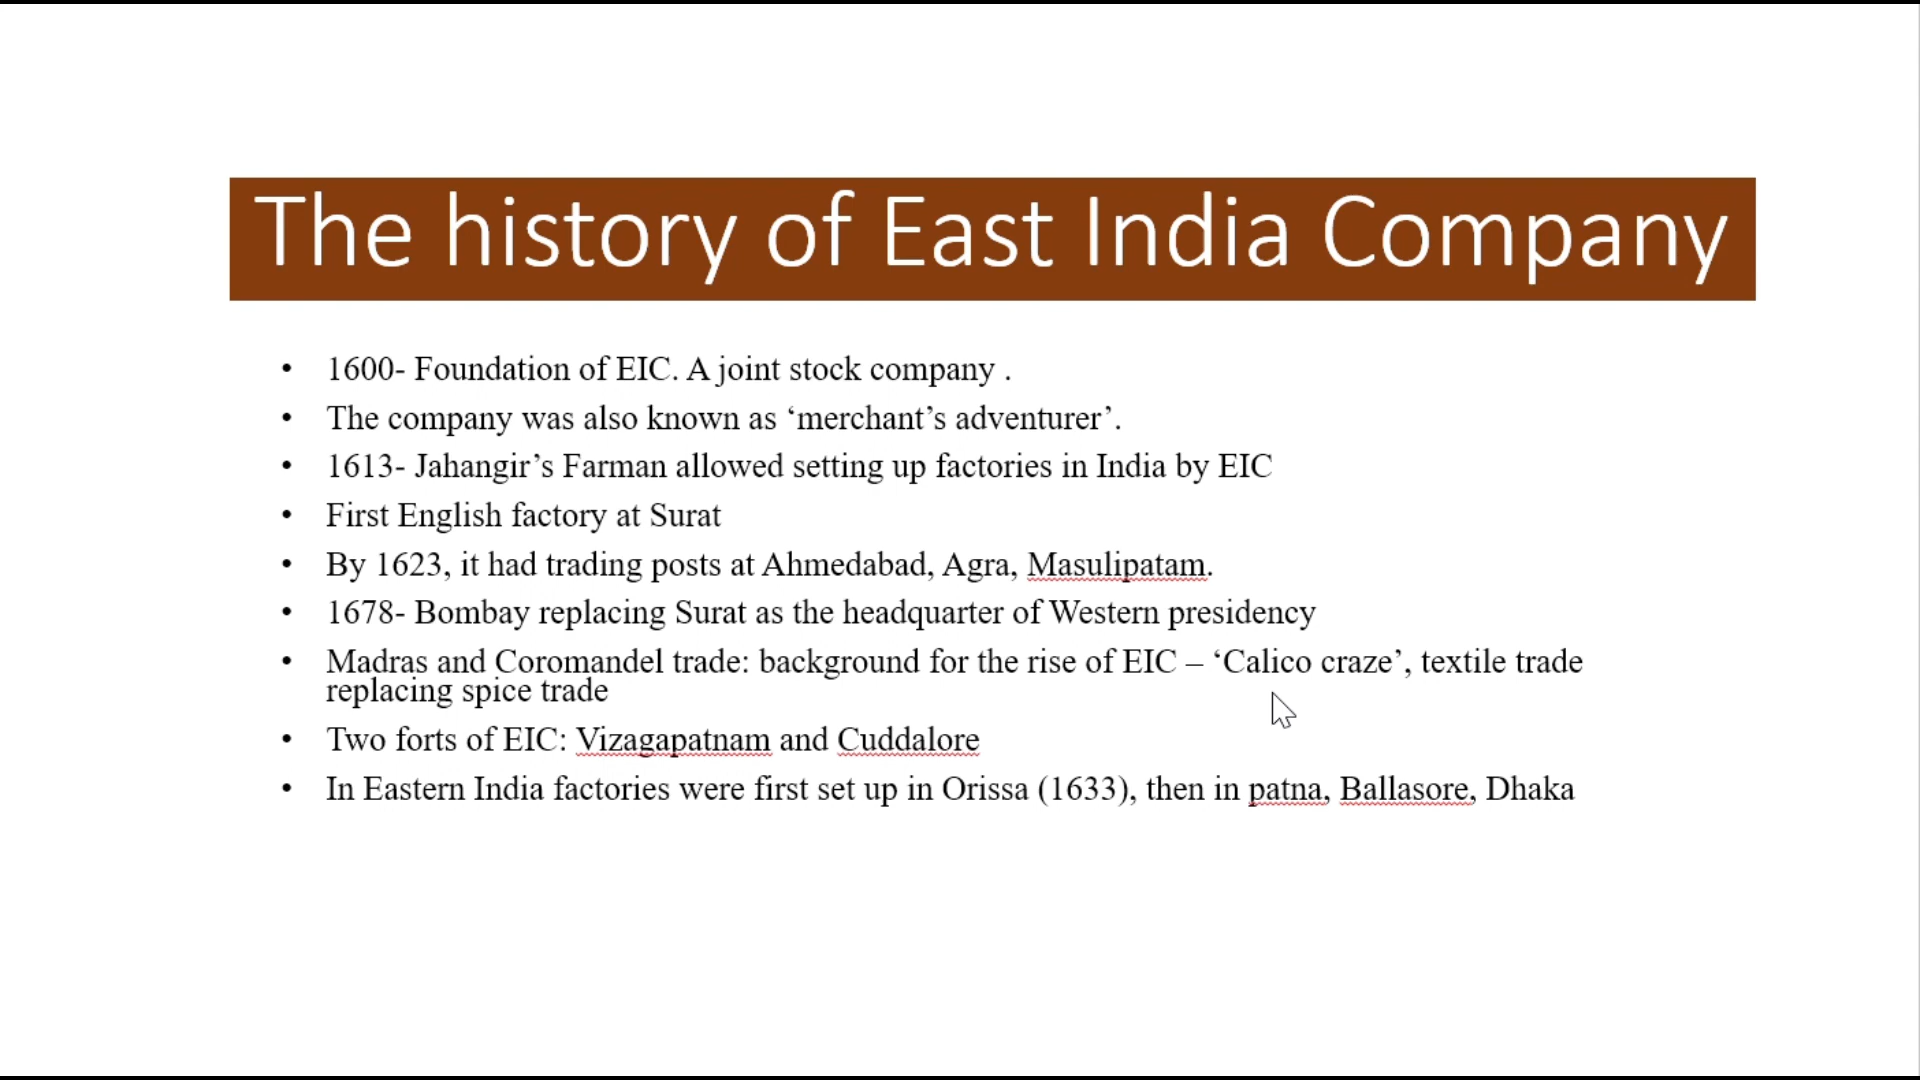 The history of East India Company
• 1600- Foundation of EIC. A joint stock company .
• The company was also known as ‘merchant’s adventurer’.
• 1613- Jahangir’s Farman allowed setting up factories in India by EIC
• First English factory at Surat
• By 1623, it had trading posts at Ahmedabad, Agra, Masulipatam.
• 1678- Bombay replacing Surat as the headquarter of Western presidency
• Madras and Coromandel trade: background for the rise of EIC – ‘Calico craze’, textile trade
replacing spice trade
• Two forts of EIC: Vizagapatnam and Cuddalore
• In Eastern India factories were first set up in Orissa (1633), then in patna, Ballasore, Dhaka